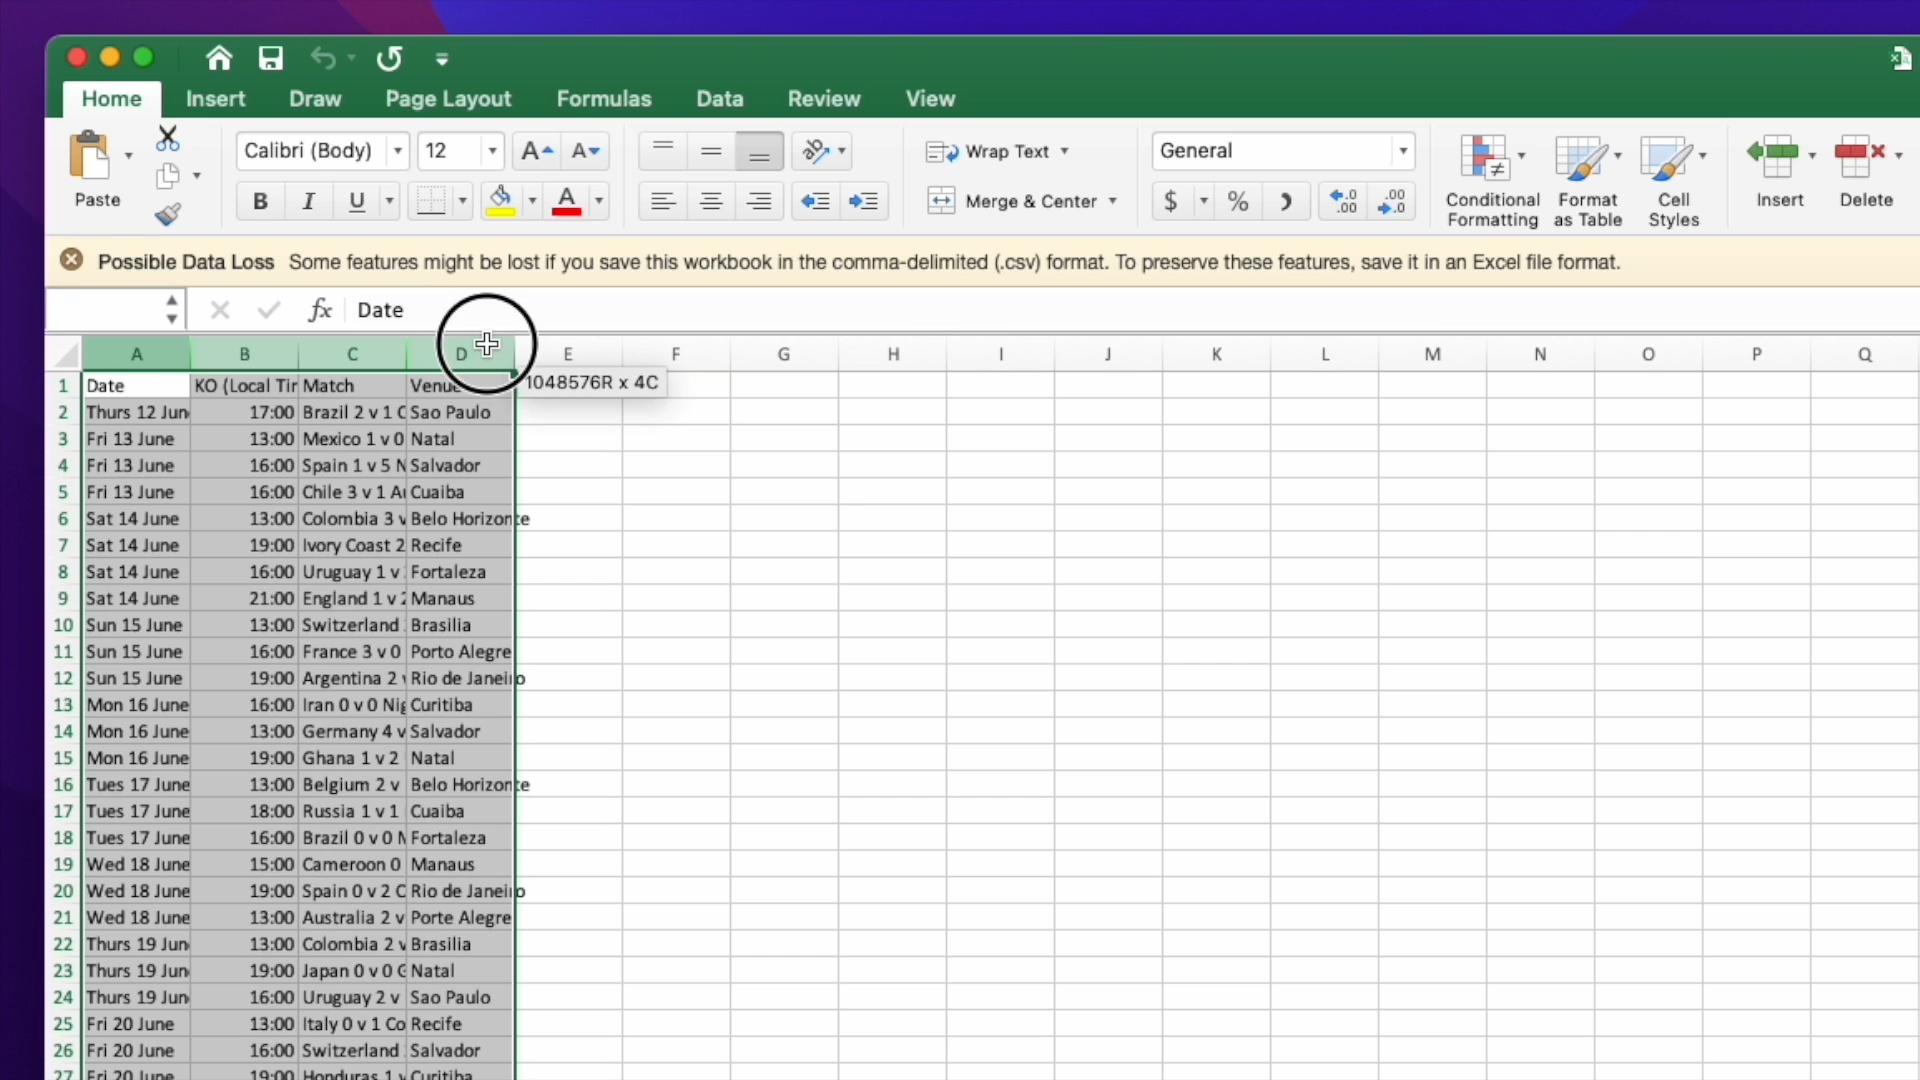 Home Insert Draw Page Layout Formulas Data Review View
Calibri (Body) 12 A A Wrap Text General
Paste B I U A Merge & Center $ % .0 .00 .00 .0 Conditional Formatting Format as Table Cell Styles Insert Delete
Possible Data Loss Some features might be lost if you save this workbook in the comma-delimited (.csv) format. To preserve these features, save it in an Excel file format.
fx Date
A B C D E F G H I J K L M N O P Q
1 Date KO (Local Tir Match Venue 1048576R x 4C
2 Thurs 12 Jun 17:00 Brazil 2 v 1 C Sao Paulo
3 Fri 13 June 13:00 Mexico 1 v 0 Natal
4 Fri 13 June 16:00 Spain 1 v 5 N Salvador
5 Fri 13 June 16:00 Chile 3 v 1 A Cuaiba
6 Sat 14 June 13:00 Colombia 3 v Belo Horizonte
7 Sat 14 June 19:00 Ivory Coast 2 Recife
8 Sat 14 June 16:00 Uruguay 1 v Fortaleza
9 Sat 14 June 21:00 England 1 v 2 Manaus
10 Sun 15 June 13:00 Switzerland Brasilia
11 Sun 15 June 16:00 France 3 v 0 Porto Alegre
12 Sun 15 June 19:00 Argentina 2 v Rio de Janeiro
13 Mon 16 June 16:00 Iran 0 v 0 Nig Curitiba
14 Mon 16 June 13:00 Germany 4 v Salvador
15 Mon 16 June 19:00 Ghana 1 v 2 Natal
16 Tues 17 June 13:00 Belgium 2 v Belo Horizonte
17 Tues 17 June 18:00 Russia 1 v 1 Cuaiba
18 Tues 17 June 16:00 Brazil 0 v 0 M Fortaleza
19 Wed 18 June 15:00 Cameroon 0 Manaus
20 Wed 18 June 19:00 Spain 0 v 2 C Rio de Janeiro
21 Wed 18 June 13:00 Australia 2 v Porte Alegre
22 Thurs 19 Jun 13:00 Colombia 2 v Brasilia
23 Thurs 19 Jun 19:00 Japan 0 v 0 G Natal
24 Thurs 19 Jun 16:00 Uruguay 2 v Sao Paulo
25 Fri 20 June 13:00 Italy 0 v 1 Co Recife
26 Fri 20 June 16:00 Switzerland Salvador
27 Fri 20 June 19:00 Honduras 1 v Curitiba